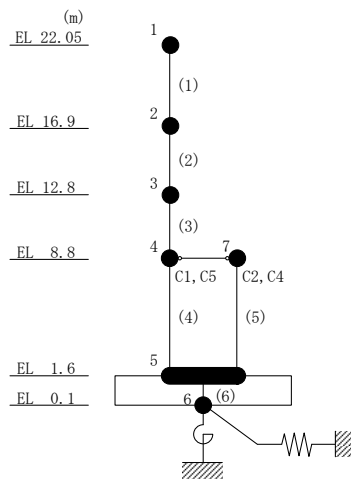 (m)
1
EL 22.05
(1)
2
EL 16.9
(2)
3
EL 12.8
(3)
4
7
EL 8.8
C1, C5
C2, C4
(4)
(5)
5
EL 1.6
(6)
EL 0.1
6